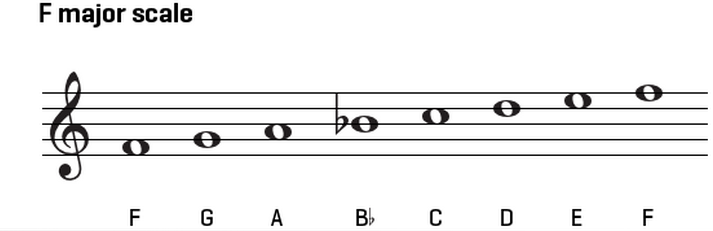 F major scale
F G A B♭ C D E F